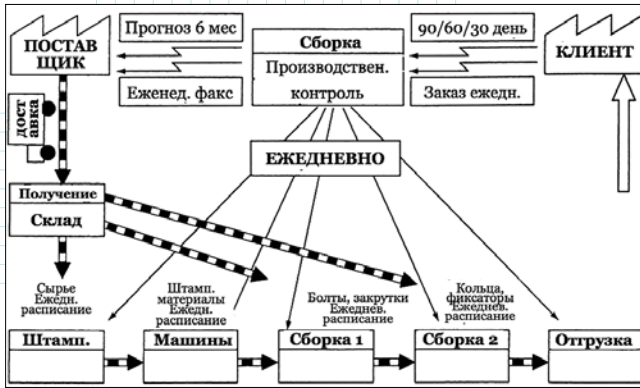 ПОСТАВ
ЩИК
Прогноз 6 мес
Еженед. факс
Сборка
Производствен.
контроль
90/60/30 день
Заказ ежедн.
КЛИЕНТ
ДОСТ
АВКА
ЕЖЕДНЕВНО
Получение
Склад
Сырье
Ежедн.
расписание
Штамп.
материалы
Ежедн.
расписание
Болты, закрутки
Ежеднев.
расписание
Кольца,
фиксаторы
Ежеднев.
расписание
Штамп.
Машины
Сборка 1
Сборка 2
Отгрузка